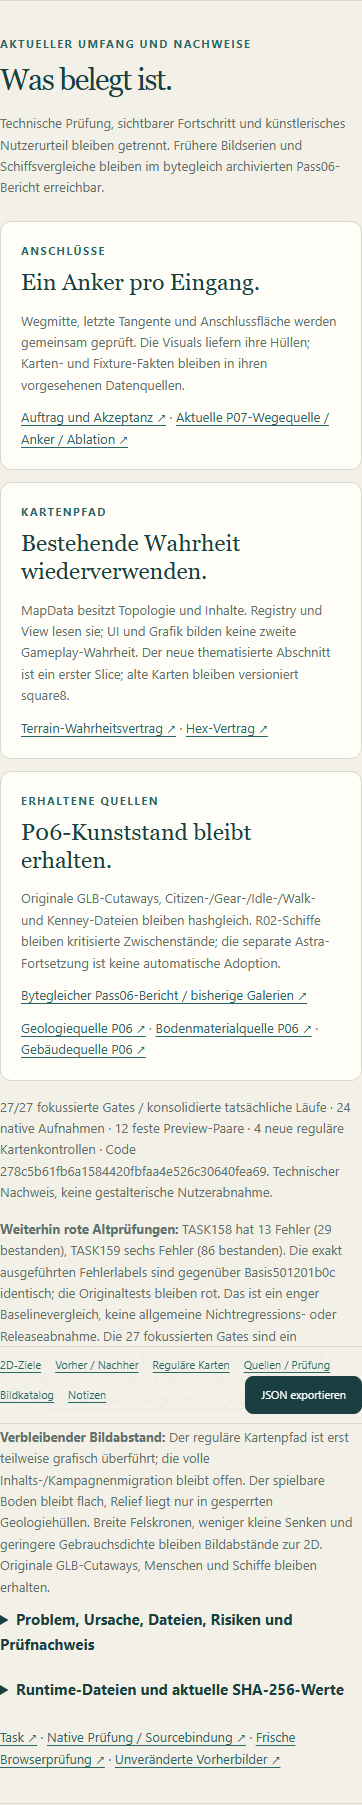 AKTUELLER UMFANG UND NACHWEISE
Was belegt ist.
Technische Prüfung, sichtbarer Fortschritt und künstlerisches
Nutzerurteil bleiben getrennt. Frühere Bildserien und
Schiffsvergleiche bleiben im bytegleich archivierten Pass06-
Bericht erreichbar.
ANSCHLÜSSE
Ein Anker pro Eingang.
Wegmitte, letzte Tangente und Anschlussfläche werden
gemeinsam geprüft. Die Visuals liefern ihre Hüllen;
Karten- und Fixture-Fakten bleiben in ihren
vorgesehenen Datenquellen.
Auftrag und Akzeptanz ↗ · Aktuelle P07-Wegequelle /
Anker / Ablation ↗
KARTENPFAD
Bestehende Wahrheit
wiederverwenden.
MapData besitzt Topologie und Inhalte. Registry und
View lesen sie; UI und Grafik bilden keine zweite
Gameplay-Wahrheit. Der neue thematisierte Abschnitt
ist ein erster Slice; alte Karten bleiben versioniert
square8.
Terrain-Wahrheitsvertrag ↗ · Hex-Vertrag ↗
ERHALTENE QUELLEN
P06-Kunststand bleibt
erhalten.
Originale GLB-Cutaways, Citizen-/Gear-/Idle-/Walk-
und Kenney-Dateien bleiben hashgleich. R02-Schiffe
bleiben kritisierte Zwischenstände; die separate Astra-
Fortsetzung ist keine automatische Adoption.
Bytegleicher Pass06-Bericht / bisherige Galerien ↗
Geologiequelle P06 ↗ · Bodenmaterialquelle P06 ↗ ·
Gebäudequelle P06 ↗
27/27 fokussierte Gates / konsolidierte tatsächliche Läufe · 24
native Aufnahmen · 12 feste Preview-Paare · 4 neue reguläre
Kartenkontrollen · Code
278c5b61fb6a1584420fbfaa4e526c30640fea69. Technischer
Nachweis, keine gestalterische Nutzerabnahme.
Weiterhin rote Altprüfungen: TASK158 hat 13 Fehler (29
bestanden), TASK159 sechs Fehler (86 bestanden). Die exakt
ausgeführten Fehlerlabels sind gegenüber Basis501201b0c
identisch; die Originaltests bleiben rot. Das ist ein enger
Baselinevergleich, keine allgemeine Nichtregressions- oder
Releaseabnahme. Die 27 fokussierten Gates sind ein
2D-Ziele Vorher / Nachher Reguläre Karten Quellen / Prüfung
Bildkatalog Notizen JSON exportieren
Verbleibender Bildabstand: Der reguläre Kartenpfad ist erst
teilweise grafisch überführt; die volle
Inhalts-/Kampagnenmigration bleibt offen. Der spielbare
Boden bleibt flach, Relief liegt nur in gesperrten
Geologiehüllen. Breite Felskronen, weniger kleine Senken und
geringere Gebrauchsdichte bleiben Bildabstände zur 2D.
Originale GLB-Cutaways, Menschen und Schiffe bleiben
erhalten.
▶ Problem, Ursache, Dateien, Risiken und
Prüfnachweis
▶ Runtime-Dateien und aktuelle SHA-256-Werte
Task ↗ · Native Prüfung / Sourcebindung ↗ · Frische
Browserprüfung ↗ · Unveränderte Vorherbilder ↗